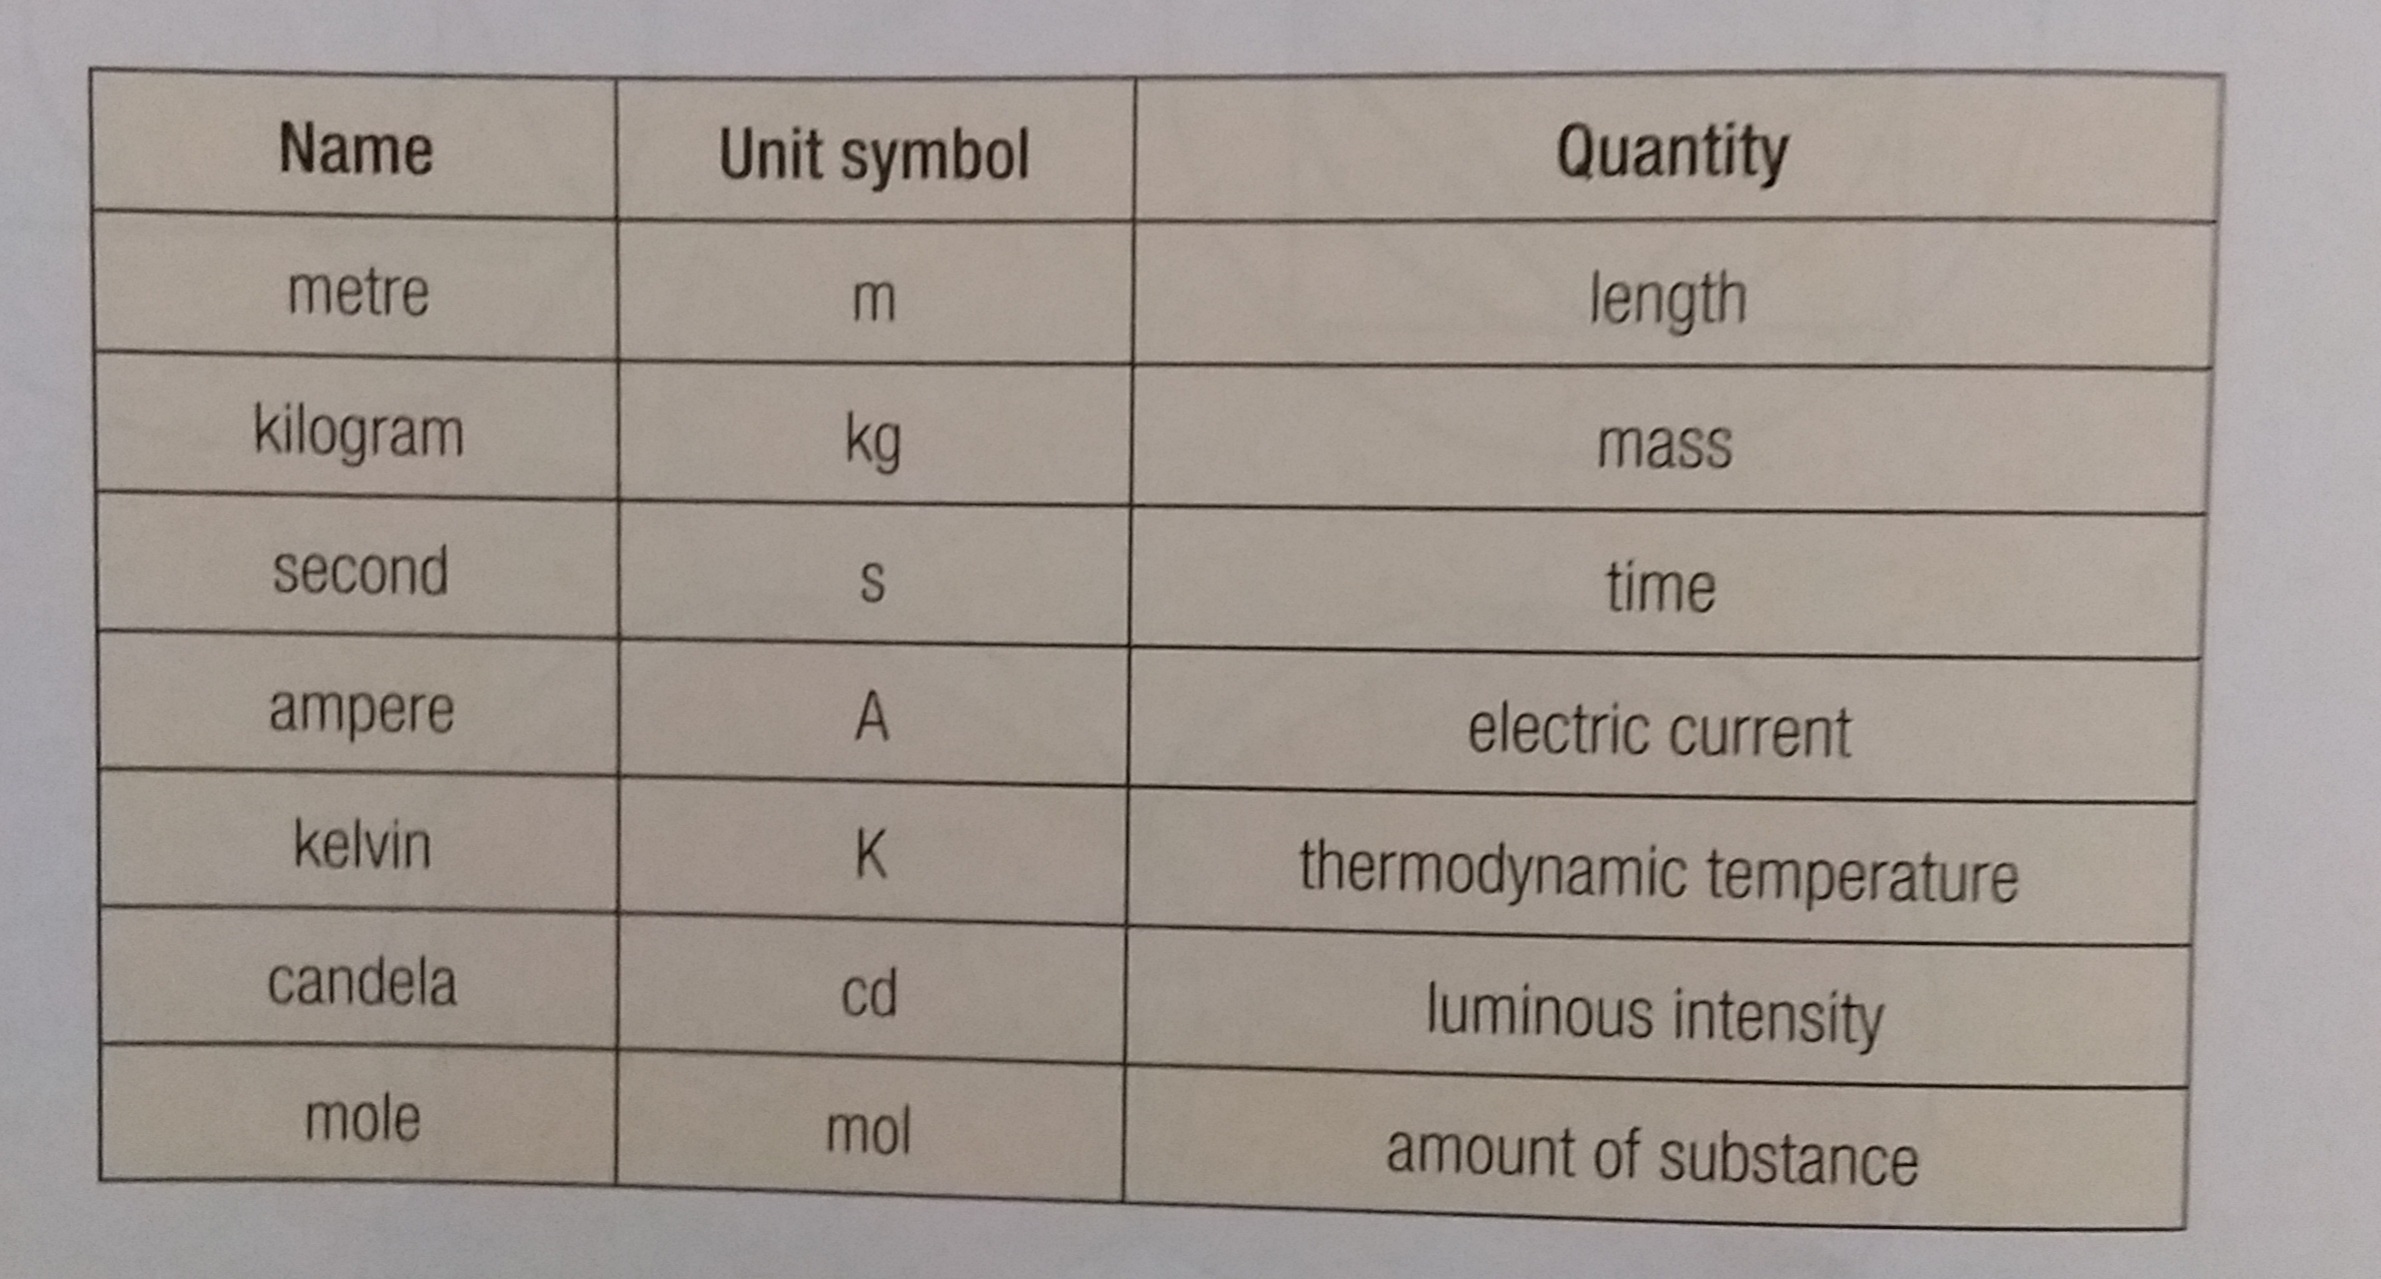 Name Unit symbol Quantity
metre m length
kilogram kg mass
second s time
ampere A electric current
kelvin K thermodynamic temperature
candela cd luminous intensity
mole mol amount of substance